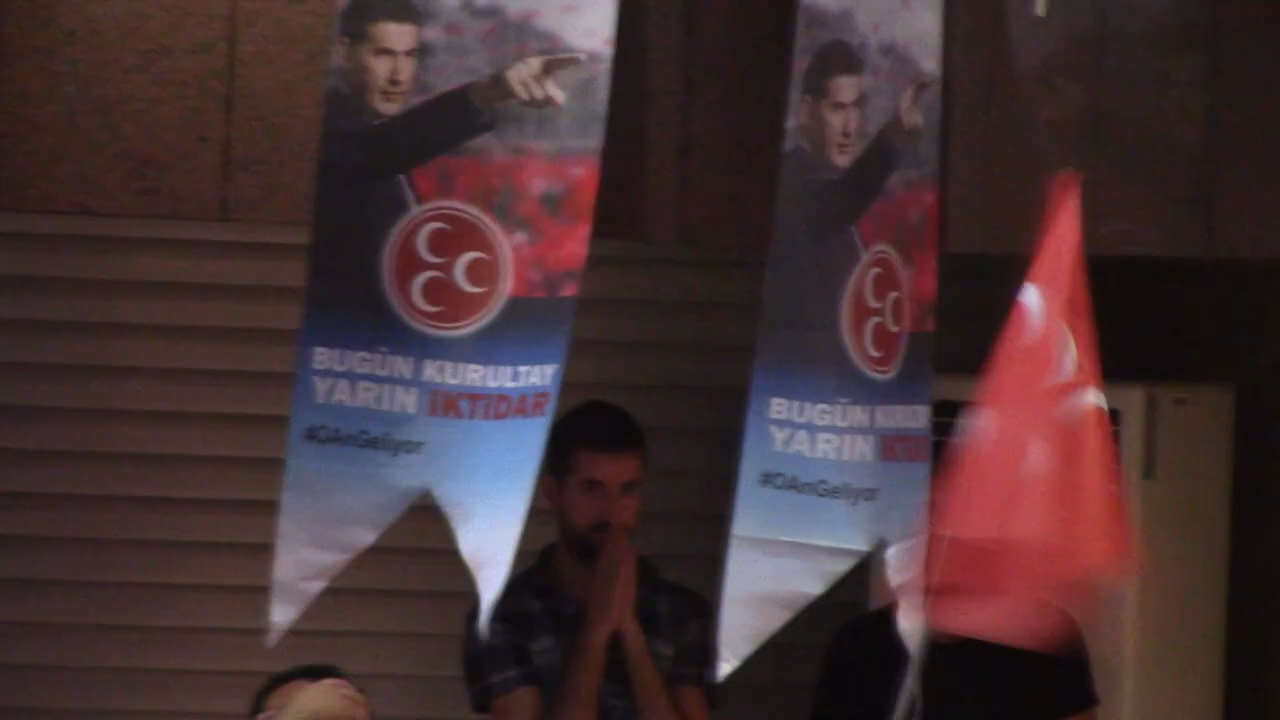 BUGÜN KURULTAY
YARIN İKTİDAR
#OAnGeliyor
BUGÜN
YARIN
#OAnGeliyor